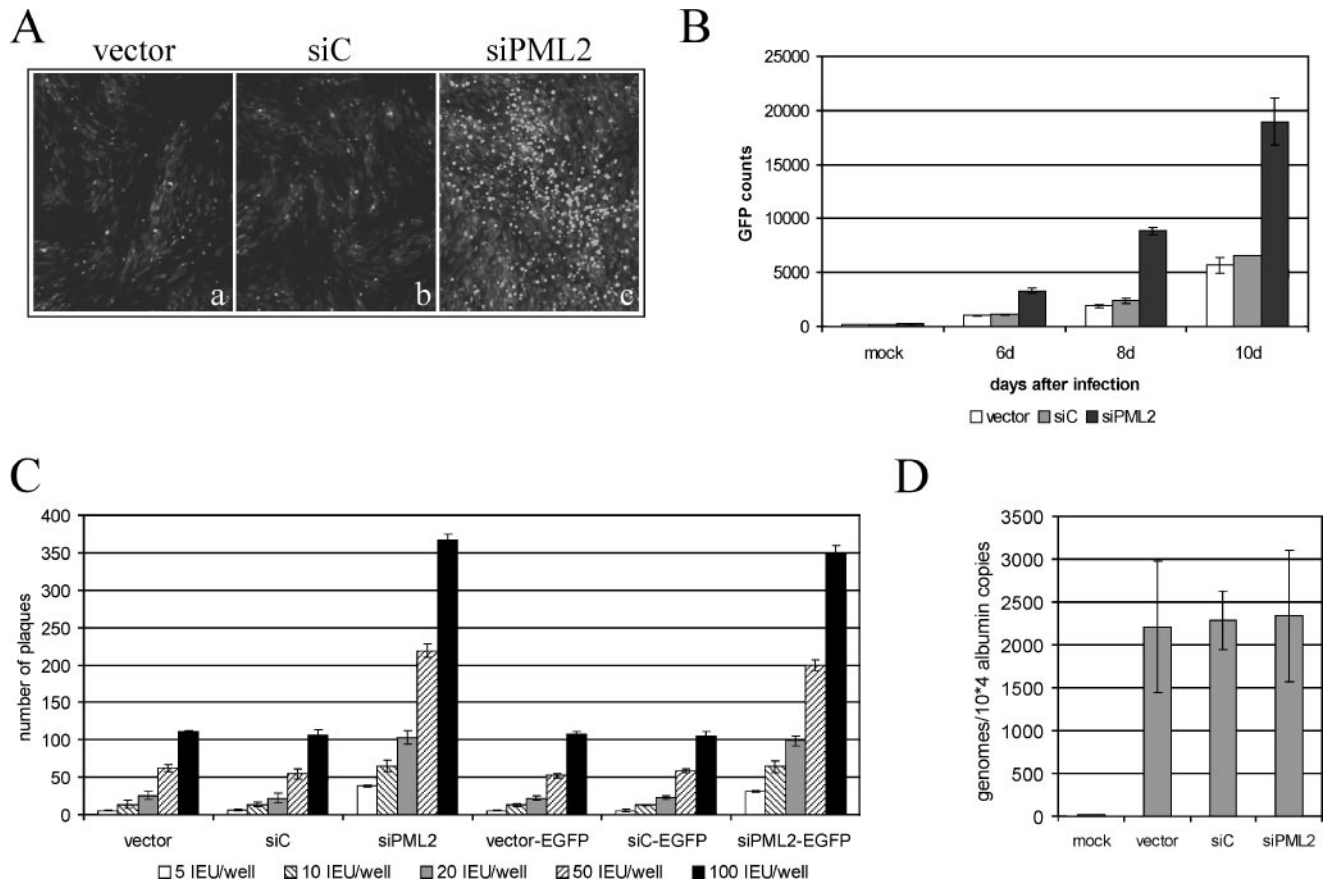 A
vector siC siPML2
a b c
B
GFP counts
25000
20000
15000
10000
5000
0
mock 6d 8d 10d
days after infection
vector siC siPML2
C
number of plaques
400
350
300
250
200
150
100
50
0
vector siC siPML2 vector-EGFP siC-EGFP siPML2-EGFP
5 IEU/well 10 IEU/well 20 IEU/well 50 IEU/well 100 IEU/well
D
genomes/10*4 albumin copies
3500
3000
2500
2000
1500
1000
500
0
mock vector siC siPML2